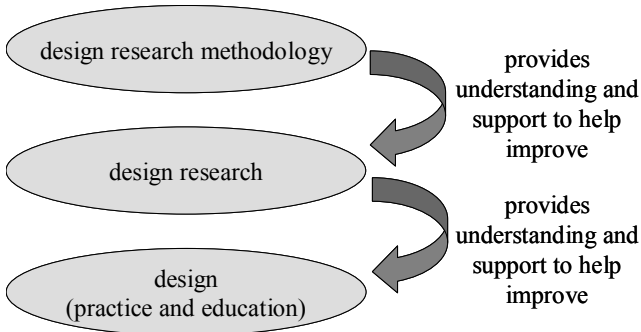 design research methodology
provides
understanding and
support to help
improve
design research
provides
understanding and
support to help
improve
design
(practice and education)